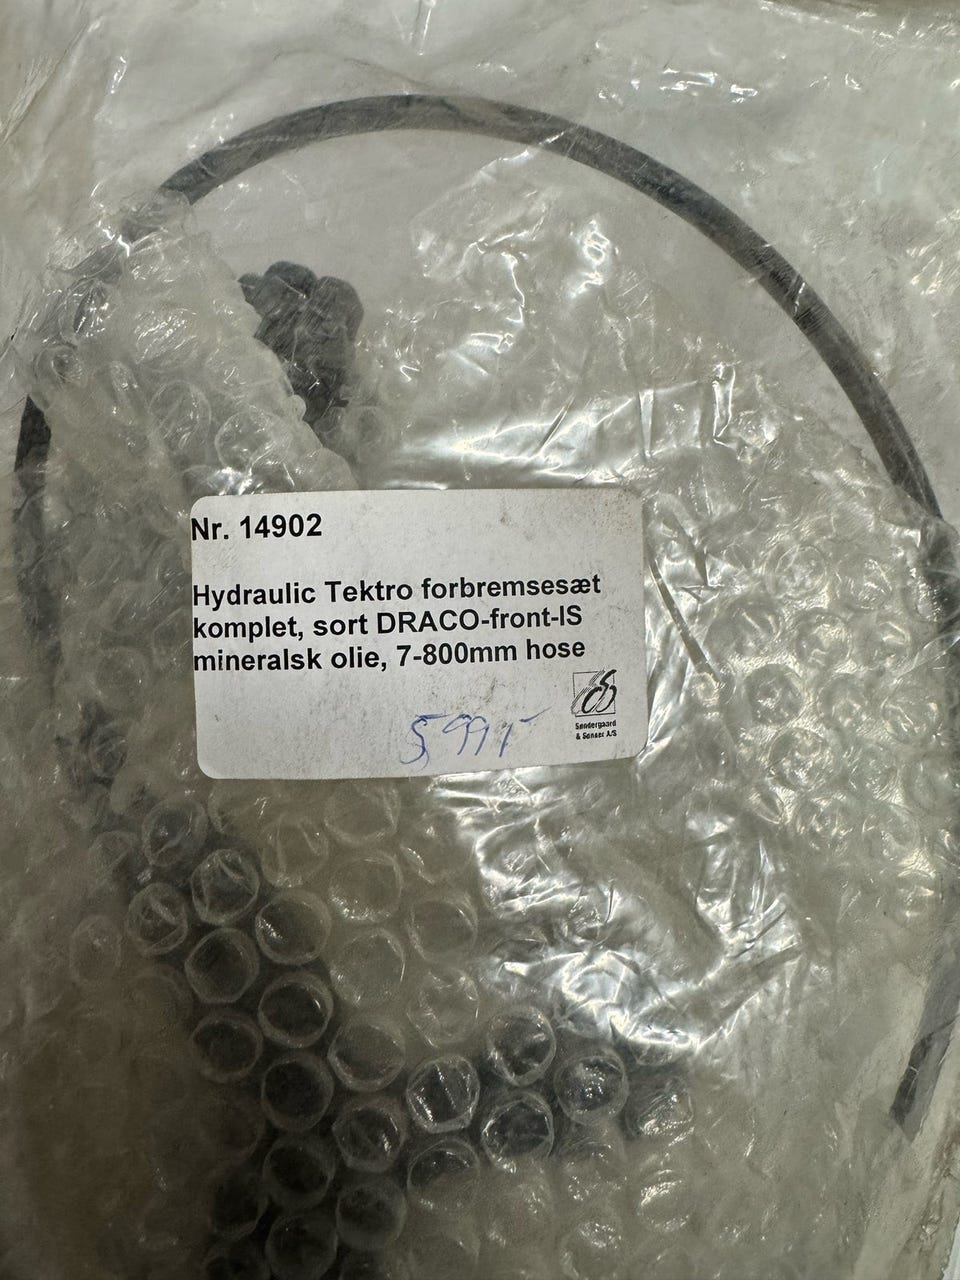 Nr. 14902
Hydraulic Tektro forbremsesæt
komplet, sort DRACO-front-IS
mineralsk olie, 7-800mm hose
Søndergaard
& Sønner A/S